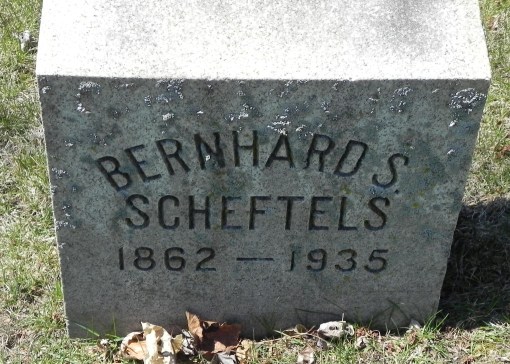 BERNHARD S.
SCHEFTELS
1862 — 1935